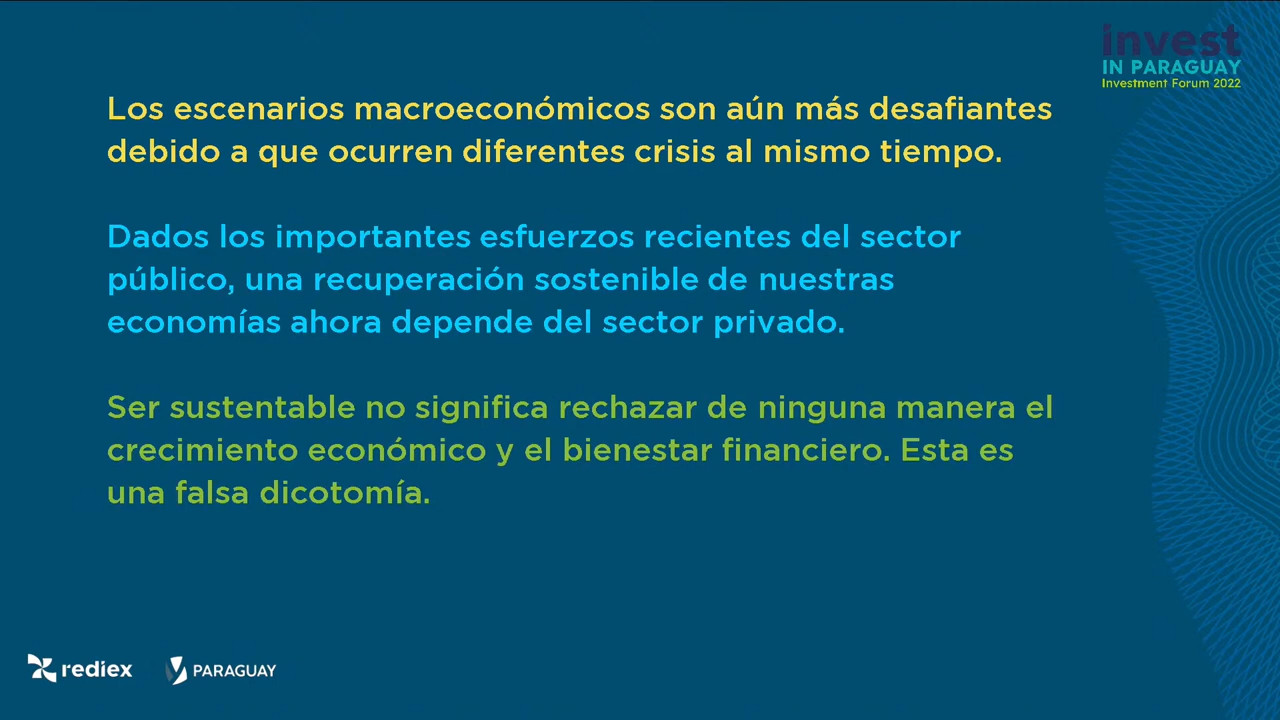 invest
IN PARAGUAY
Investment Forum 2022
Los escenarios macroeconómicos son aún más desafiantes
debido a que ocurren diferentes crisis al mismo tiempo.
Dados los importantes esfuerzos recientes del sector
público, una recuperación sostenible de nuestras
economías ahora depende del sector privado.
Ser sustentable no significa rechazar de ninguna manera el
crecimiento económico y el bienestar financiero. Esta es
una falsa dicotomía.
rediex
PARAGUAY